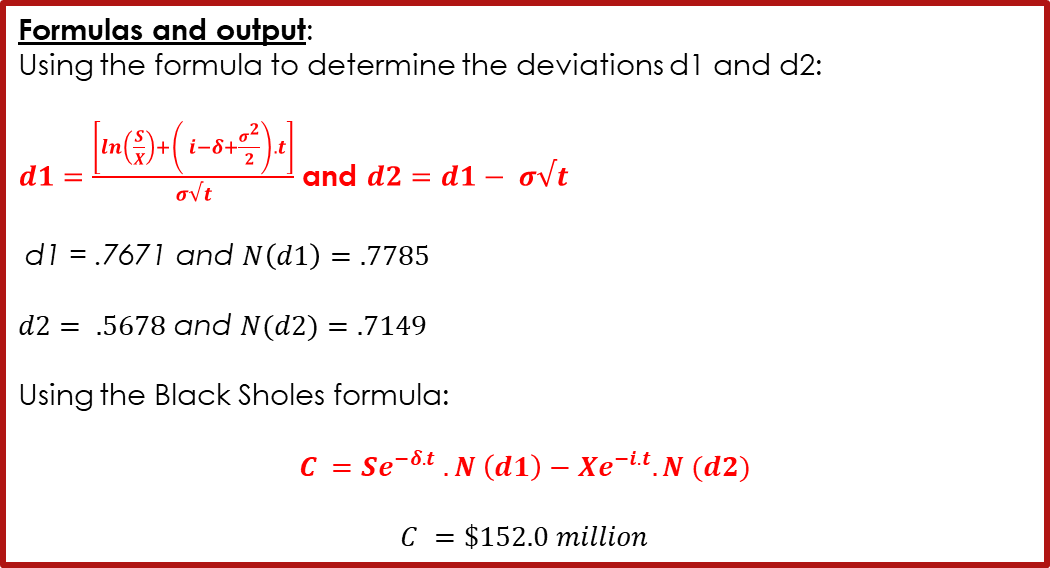 Formulas and output:
Using the formula to determine the deviations d1 and d2:
d1 = [ln(S/X)+( i−δ+σ²/2).t]/σ√t and d2 = d1 − σ√t
d1 = .7671 and N(d1) = .7785
d2 = .5678 and N(d2) = .7149
Using the Black Sholes formula:
C = Se^−δ.t . N (d1) − Xe^−i.t. N (d2)
C = $152.0 million